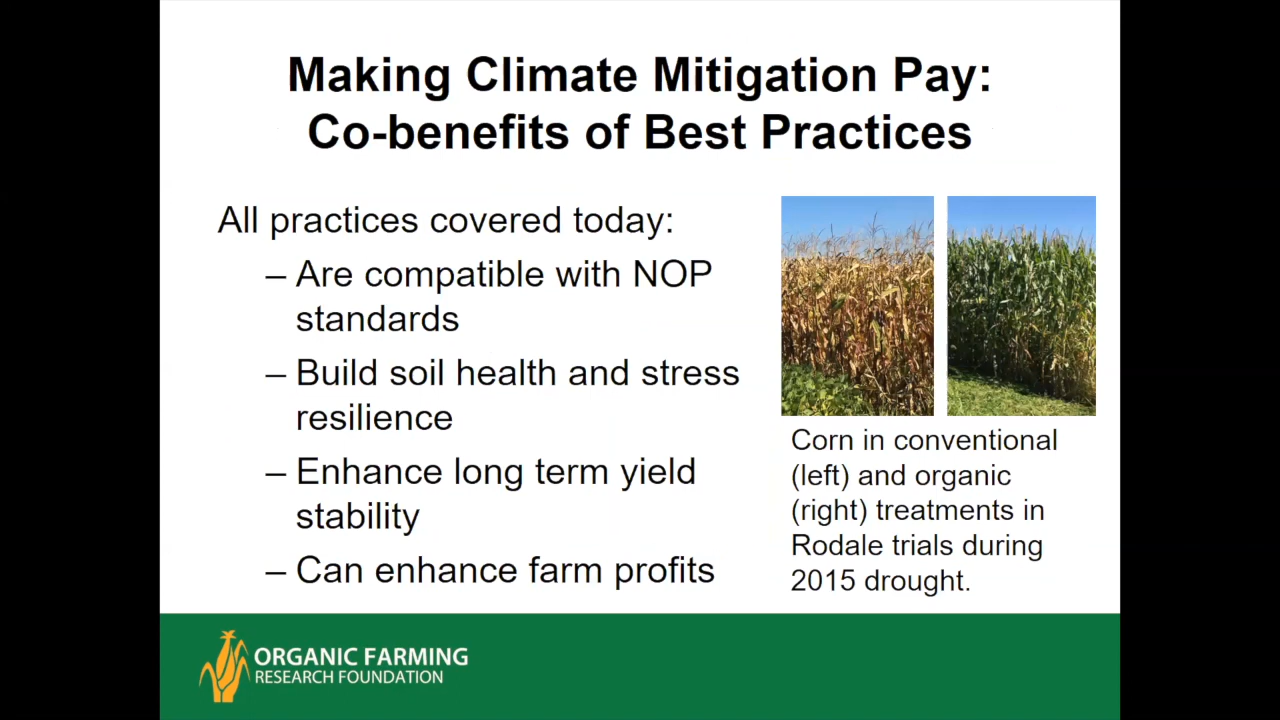 Making Climate Mitigation Pay:
Co-benefits of Best Practices
All practices covered today:
– Are compatible with NOP
standards
– Build soil health and stress
resilience
– Enhance long term yield
stability
– Can enhance farm profits
Corn in conventional
(left) and organic
(right) treatments in
Rodale trials during
2015 drought.
ORGANIC FARMING
RESEARCH FOUNDATION